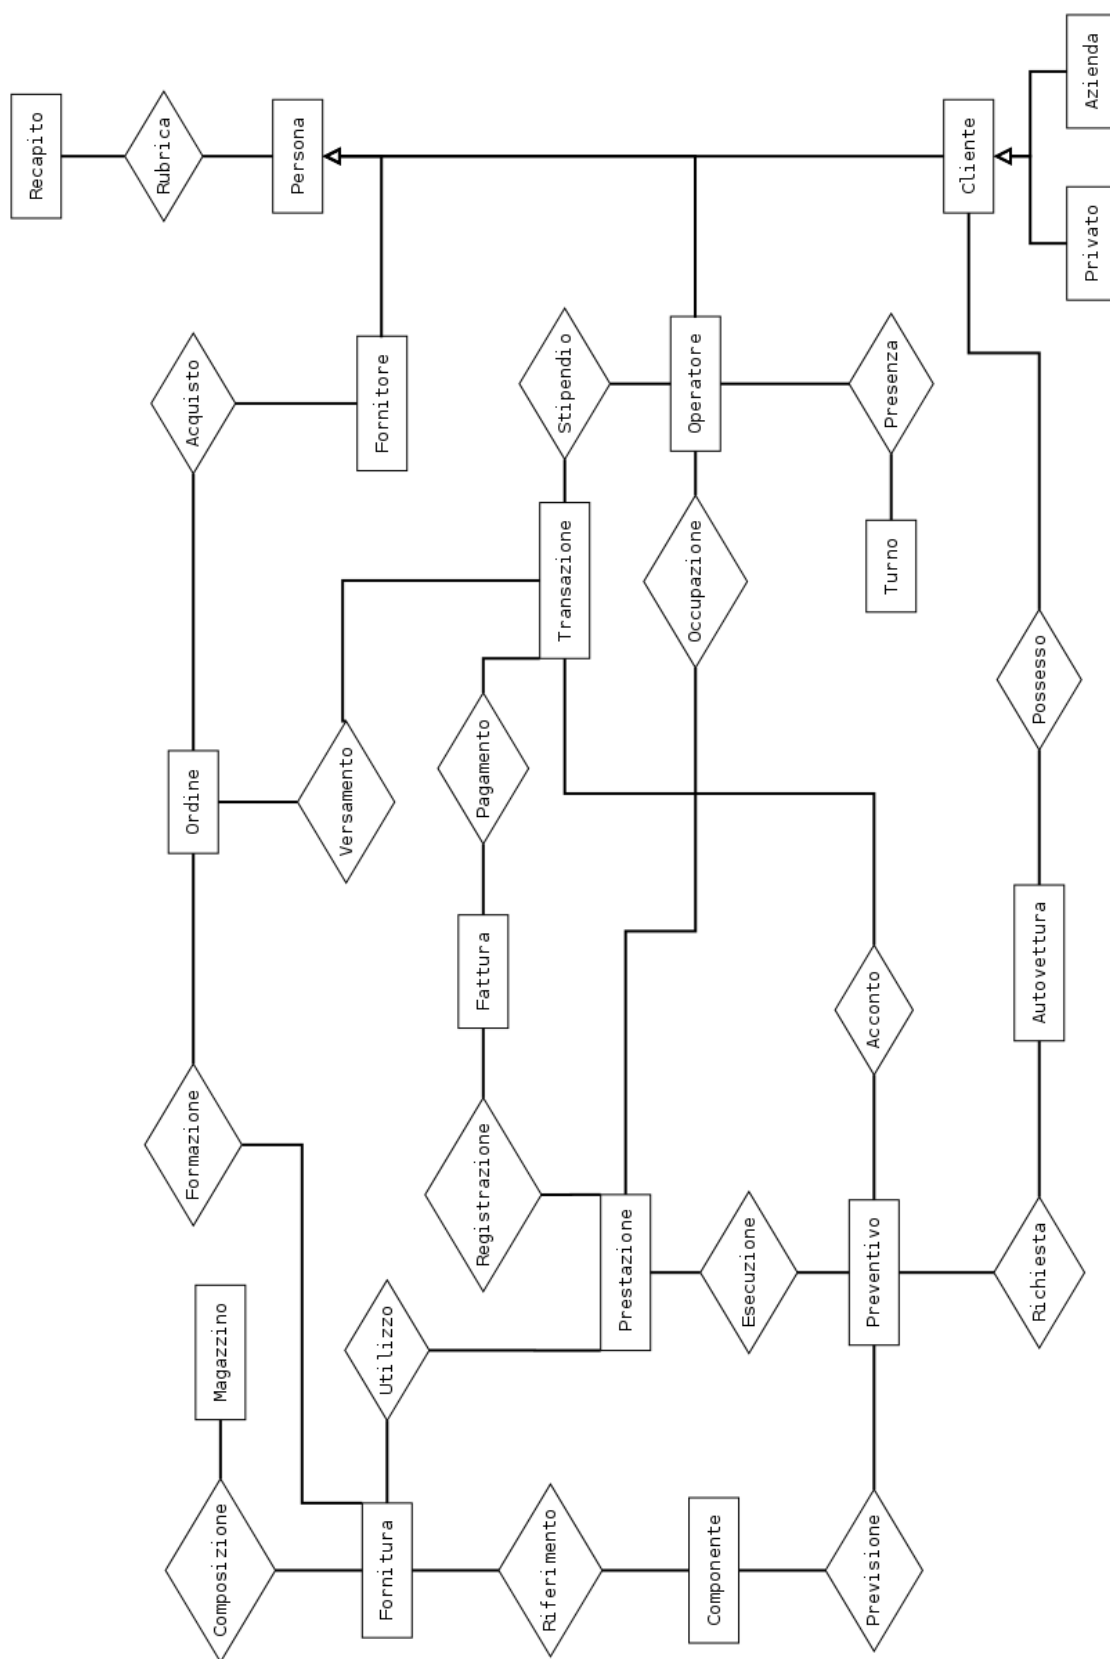 Recapito
Rubrica
Persona
Cliente
Azienda
Privato
Acquisto
Fornitore
Stipendio
Operatore
Presenza
Transazione
Occupazione
Turno
Possesso
Ordine
Versamento
Pagamento
Fattura
Acconto
Autovettura
Formazione
Registrazione
Prestazione
Esecuzione
Preventivo
Richiesta
Magazzino
Utilizzo
Composizione
Fornitura
Riferimento
Componente
Previsione